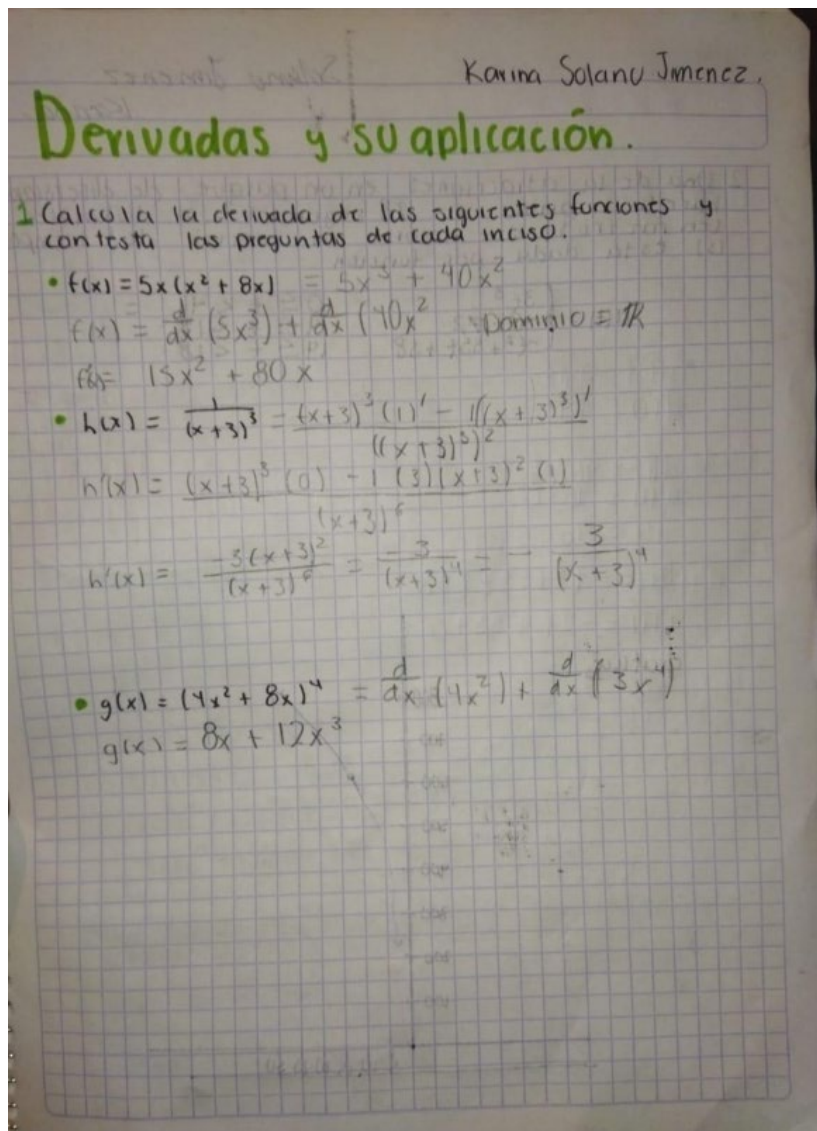 Karina Solano Jimenez.
Derivadas y su aplicación.
1 Calcula la derivada de las siguientes funciones y
contesta las preguntas de cada inciso.
• f(x) = 5x(x² + 8x) = 5x³ + 40x²
f(x) = d/dx (5x³) + d/dx (40x² Dominio = ℝ
f'(x) = 15x² + 80x
• h(x) = 1/(x+3)³ = (x+3)³(1)' - 1((x+3)³)' / ((x+3)³)²
h'(x) = (x+3)³(0) - 1(3)(x+3)²(1) / (x+3)⁶
h'(x) = -3(x+3)²/(x+3)⁶ = -3/(x+3)⁴ = - 3/(x+3)⁴
• g(x) = (4x² + 8x)⁴ = d/dx (4x²) + d/dx (3x⁴)
g(x) = 8x + 12x³